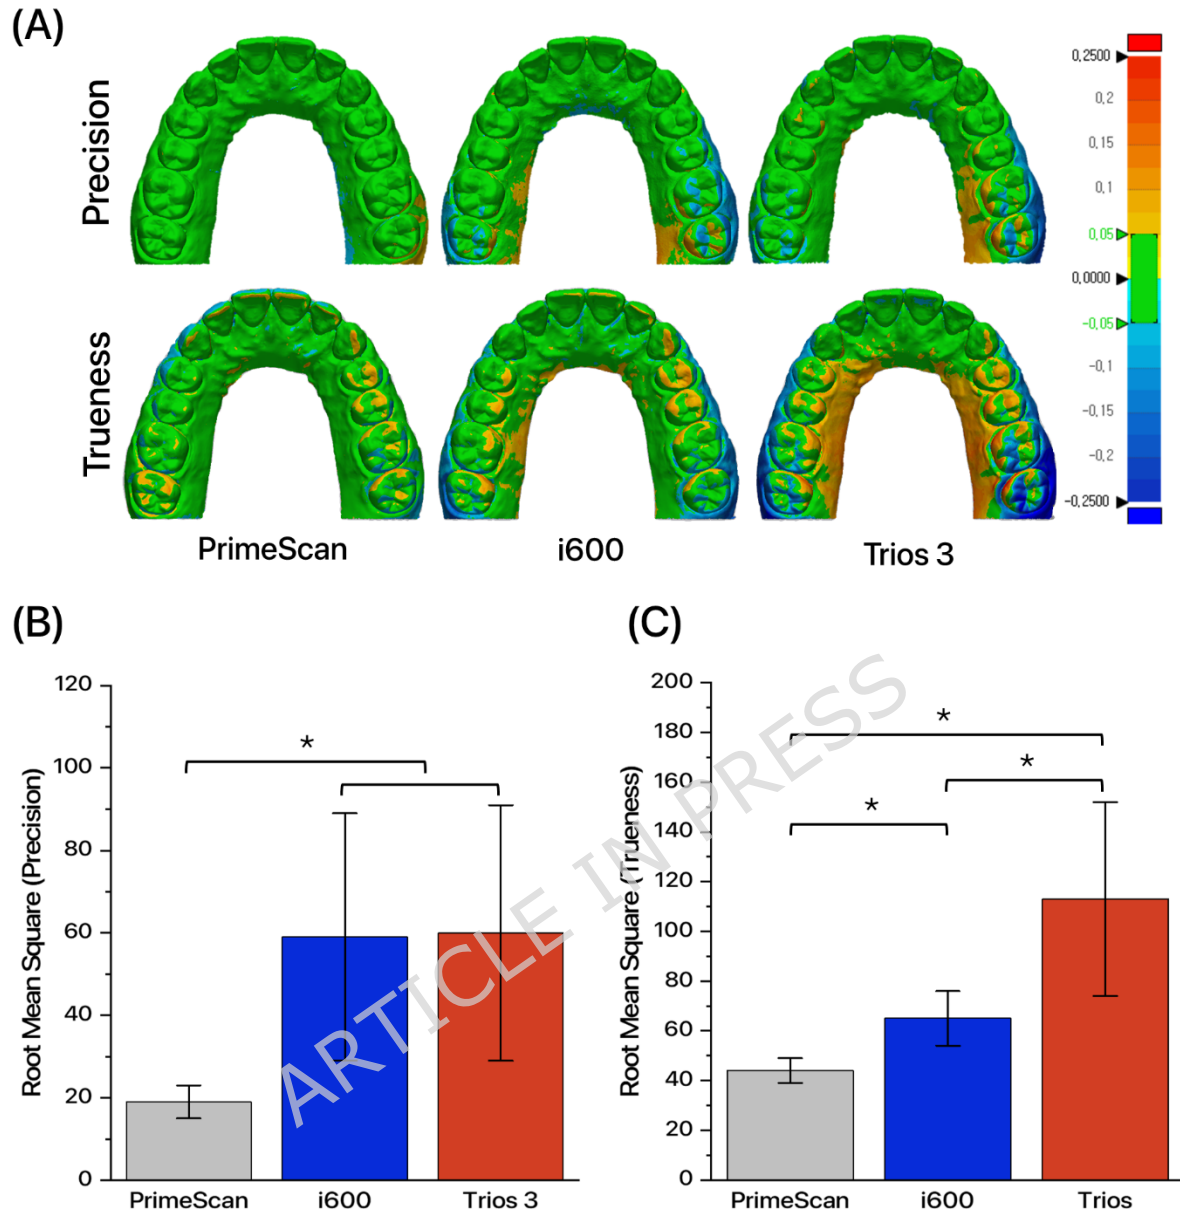 (A)
Precision
Trueness
PrimeScan
i600
Trios 3
0,2500
0,2
0,15
0,1
0,05
0,0000
-0,05
-0,1
-0,15
-0,2
-0,2500
(B)
Root Mean Square (Precision)
120
100
80
60
40
20
0
*
PrimeScan
i600
Trios 3
(C)
Root Mean Square (Trueness)
200
180
160
140
120
100
80
60
40
20
0
*
*
*
PrimeScan
i600
Trios
ARTICLE IN PRESS